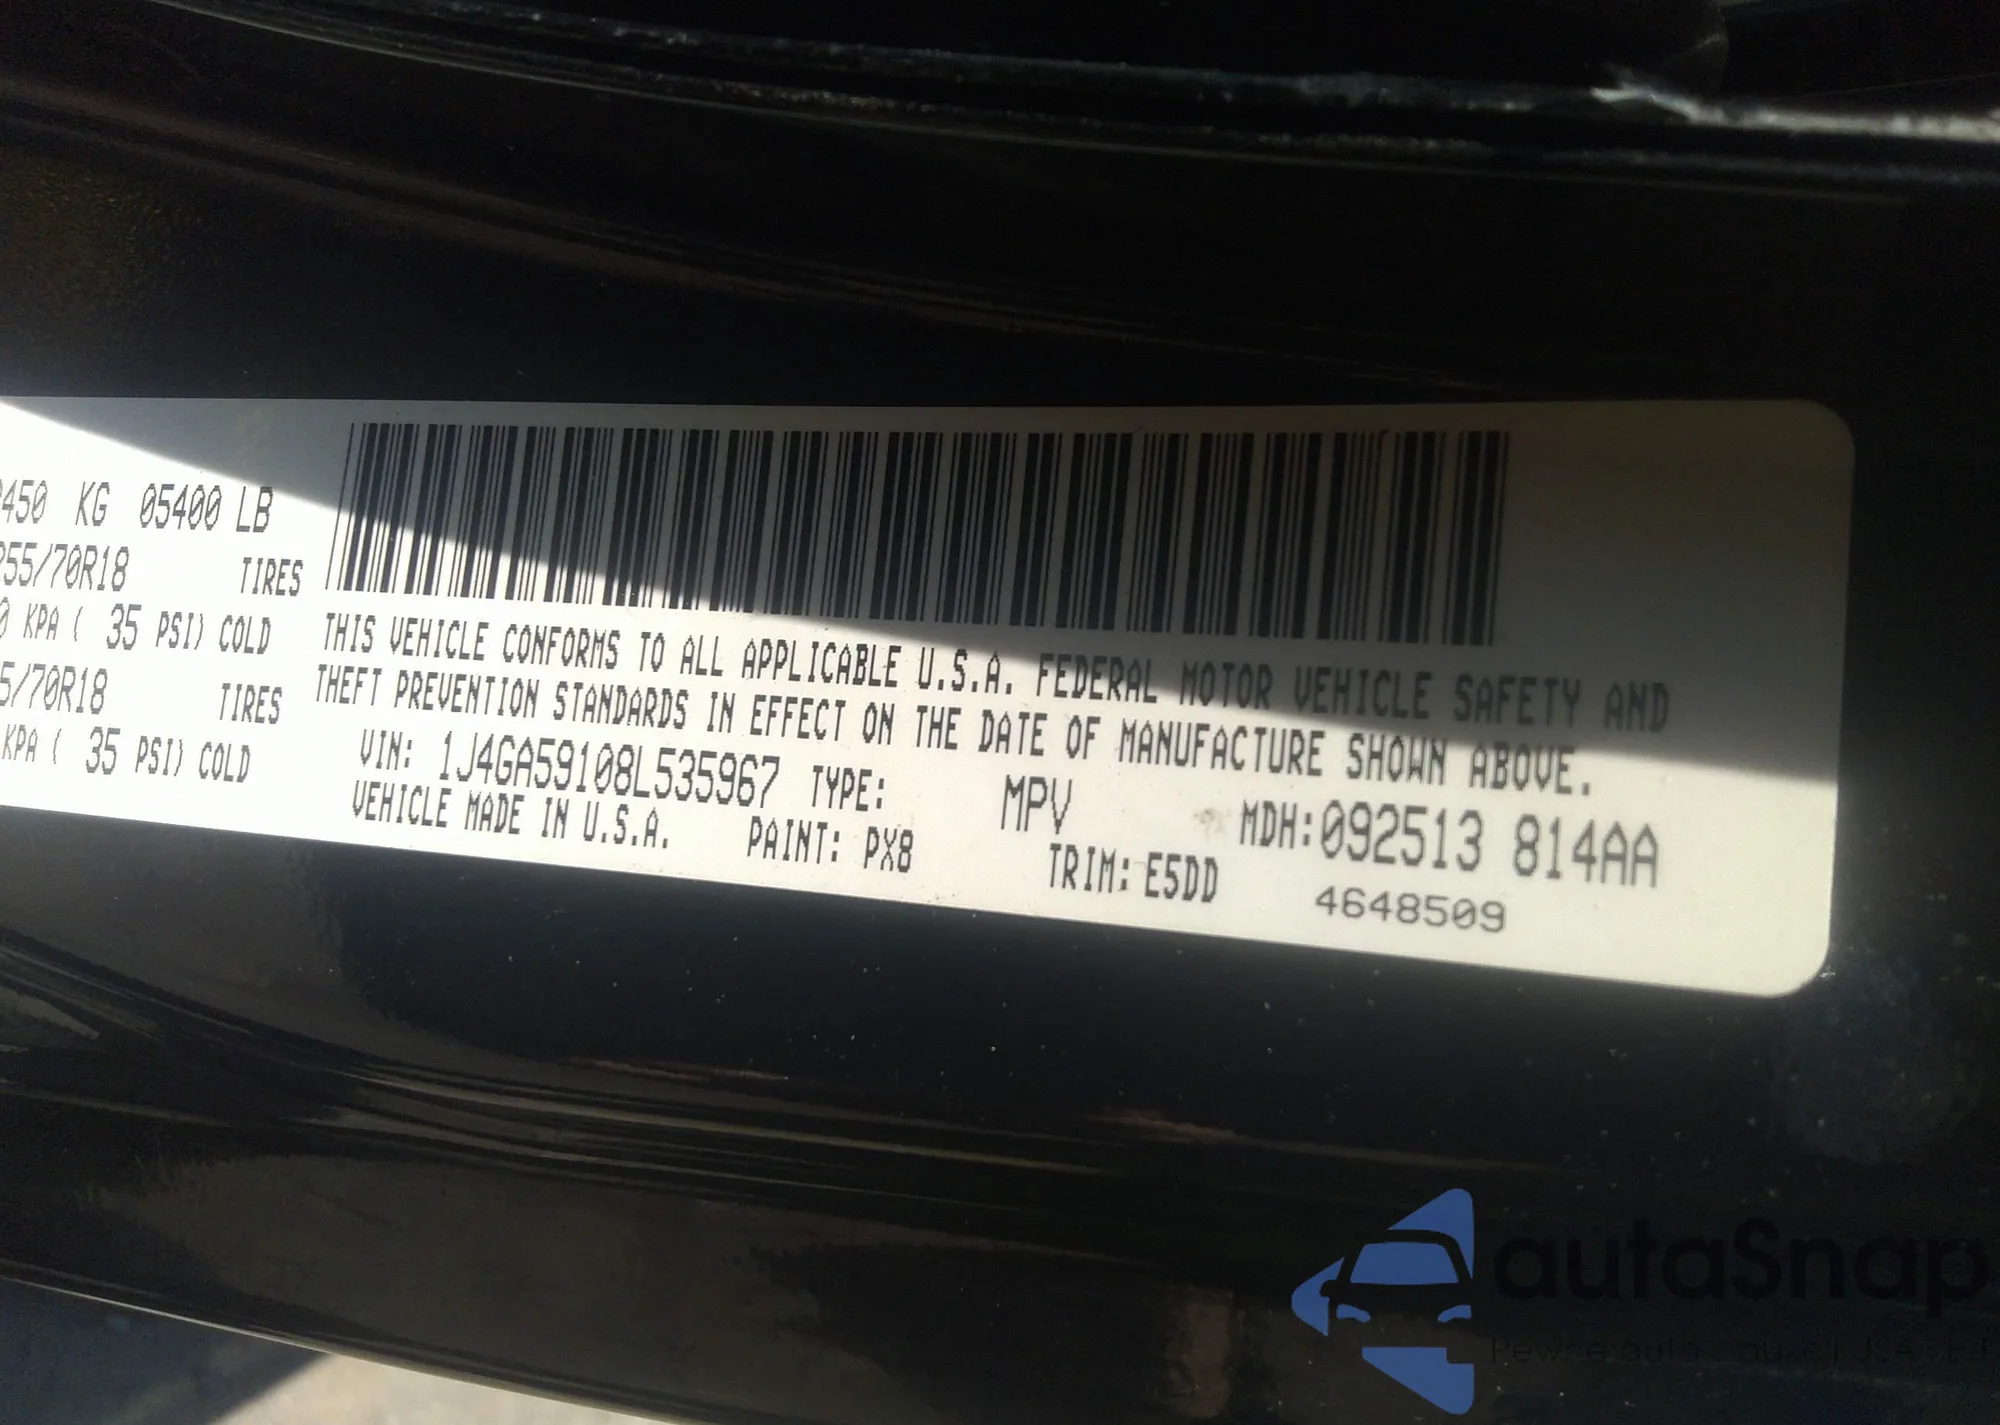 450 KG 05400 LB
255/70R18 TIRES
0 KPA ( 35 PSI) COLD
5/70R18 TIRES
KPA ( 35 PSI) COLD
THIS VEHICLE CONFORMS TO ALL APPLICABLE U.S.A. FEDERAL MOTOR VEHICLE SAFETY AND
THEFT PREVENTION STANDARDS IN EFFECT ON THE DATE OF MANUFACTURE SHOWN ABOVE.
VIN: 1J4GA59108L535967 TYPE: MPV MDH:092513 814AA
VEHICLE MADE IN U.S.A. PAINT: PX8 TRIM: E5DD 4648509
autaSnap